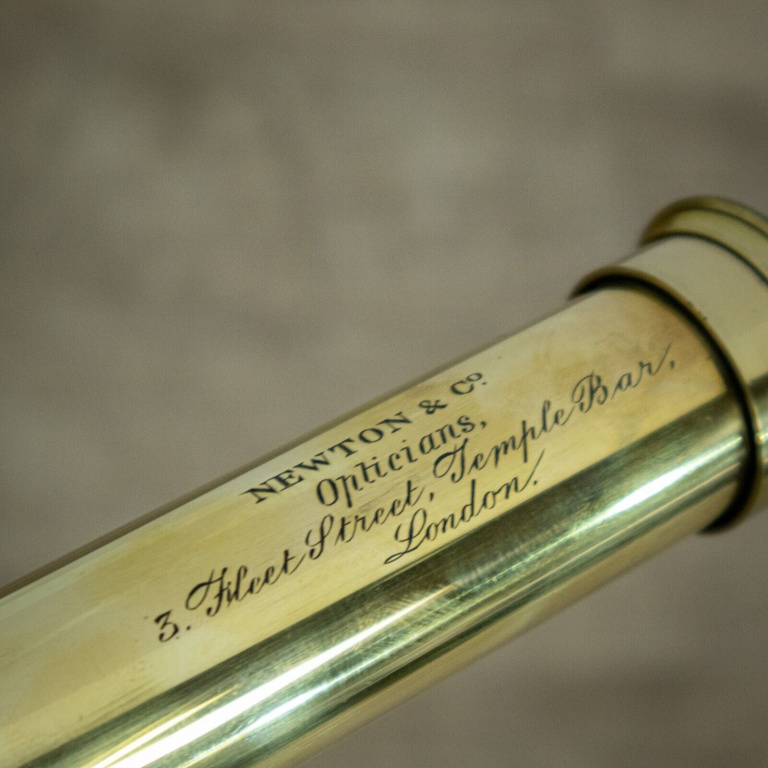 NEWTON & Co.
Opticians,
3. Fleet Street, Temple Bar,
London.